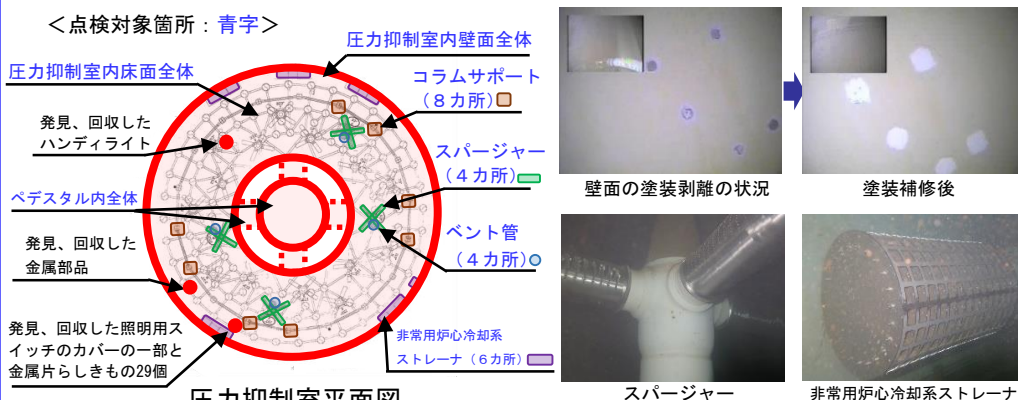 ＜点検対象箇所：青字＞
圧力抑制室内壁面全体
圧力抑制室内床面全体
コラムサポート
（８カ所）
発見、回収した
ハンディライト
スパージャー
（４カ所）
ペデスタル内全体
ベント管
（４カ所）
発見、回収した
金属部品
発見、回収した照明用ス
イッチのカバーの一部と
金属片らしきもの29個
非常用炉心冷却系
ストレーナ（６カ所）
圧力抑制室平面図
壁面の塗装剥離の状況
塗装補修後
スパージャー
非常用炉心冷却系ストレーナ